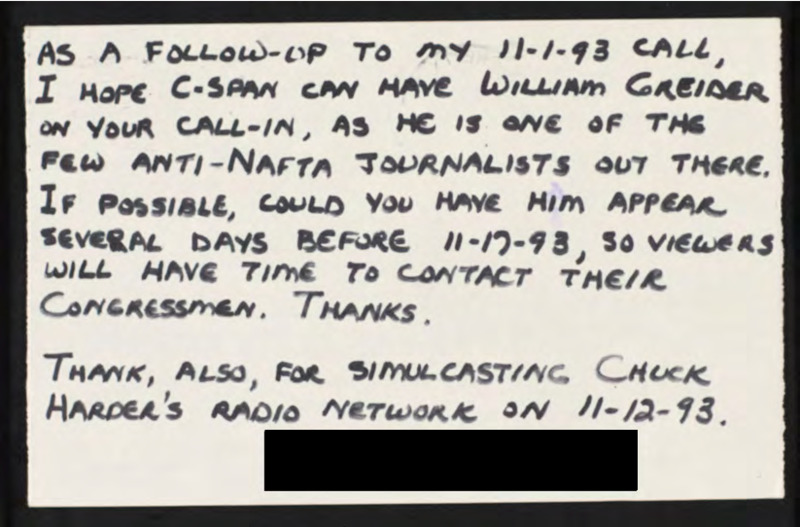 AS A FOLLOW-UP TO MY 11-1-93 CALL,
I HOPE C-SPAN CAN HAVE WILLIAM GREIDER
ON YOUR CALL-IN, AS HE IS ONE OF THE
FEW ANTI-NAFTA JOURNALISTS OUT THERE.
IF POSSIBLE, COULD YOU HAVE HIM APPEAR
SEVERAL DAYS BEFORE 11-17-93, SO VIEWERS
WILL HAVE TIME TO CONTACT THEIR
CONGRESSMEN. THANKS.
THANK, ALSO, FOR SIMULCASTING CHUCK
HARDER'S RADIO NETWORK ON 11-12-93.